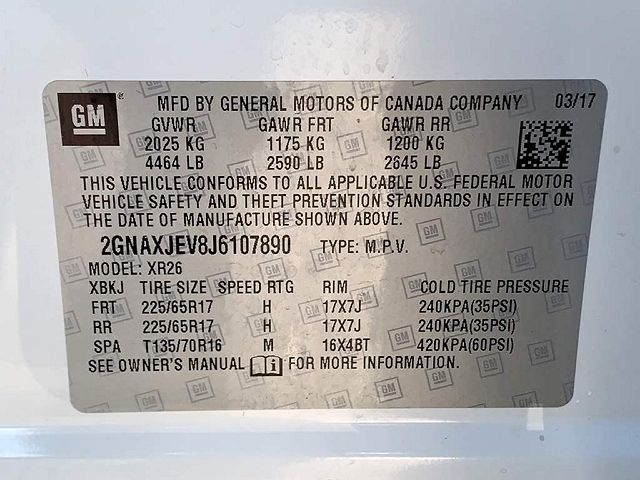 GM ® MFD BY GENERAL MOTORS OF CANADA COMPANY 03/17
GVWR GAWR FRT GAWR RR
2025 KG 1175 KG 1200 KG
4464 LB 2590 LB 2645 LB
THIS VEHICLE CONFORMS TO ALL APPLICABLE U.S. FEDERAL MOTOR
VEHICLE SAFETY AND THEFT PREVENTION STANDARDS IN EFFECT ON
THE DATE OF MANUFACTURE SHOWN ABOVE.
2GNAXJEV8J6107890 TYPE: M.P.V.
MODEL: XR26
XBKJ TIRE SIZE SPEED RTG RIM COLD TIRE PRESSURE
FRT 225/65R17 H 17X7J 240KPA(35PSI)
RR 225/65R17 H 17X7J 240KPA(35PSI)
SPA T135/70R16 M 16X4BT 420KPA(60PSI)
SEE OWNER'S MANUAL i FOR MORE INFORMATION.